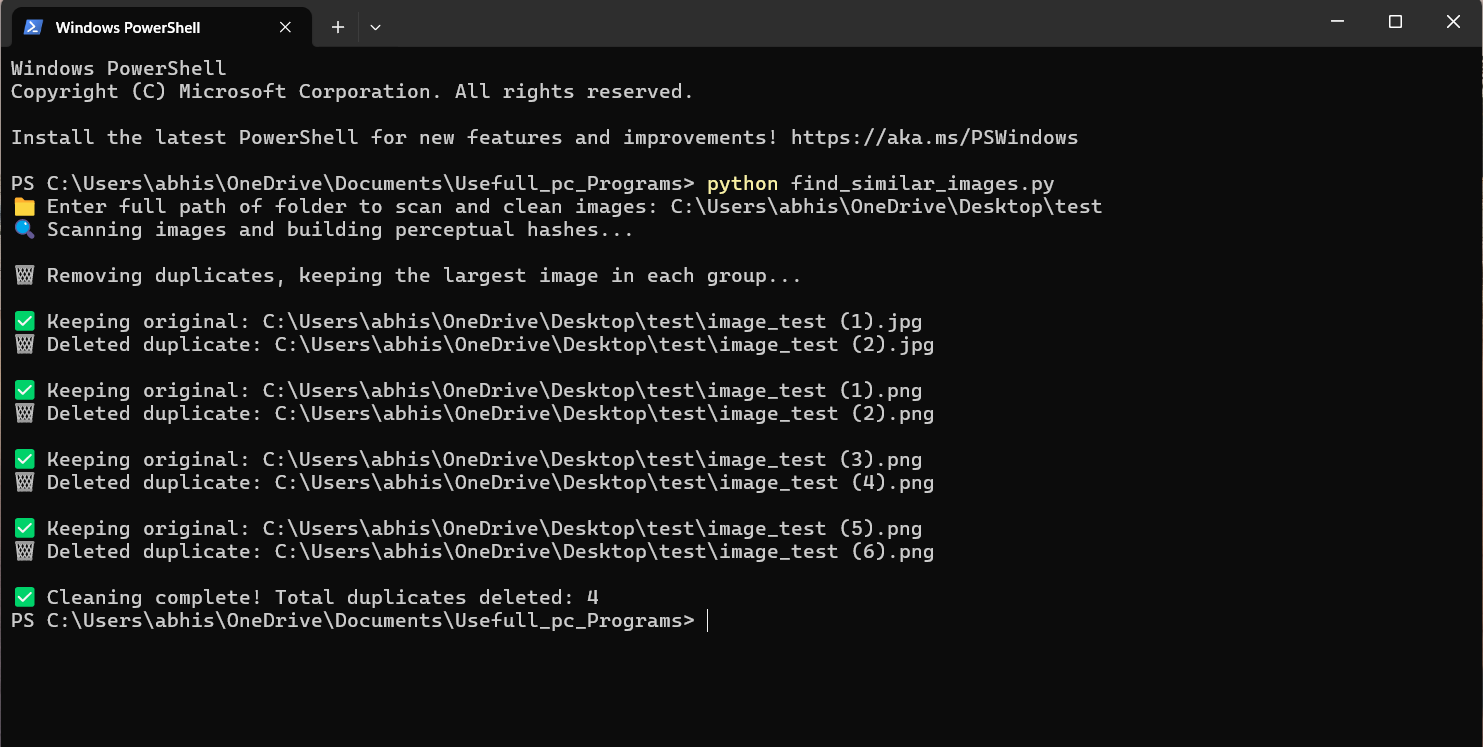 Windows PowerShell
Windows PowerShell
Copyright (C) Microsoft Corporation. All rights reserved.
Install the latest PowerShell for new features and improvements! https://aka.ms/PSWindows
PS C:\Users\abhis\OneDrive\Documents\Usefull_pc_Programs> python find_similar_images.py
📁 Enter full path of folder to scan and clean images: C:\Users\abhis\OneDrive\Desktop\test
🔍 Scanning images and building perceptual hashes...
🗑 Removing duplicates, keeping the largest image in each group...
✅ Keeping original: C:\Users\abhis\OneDrive\Desktop\test\image_test (1).jpg
🗑 Deleted duplicate: C:\Users\abhis\OneDrive\Desktop\test\image_test (2).jpg
✅ Keeping original: C:\Users\abhis\OneDrive\Desktop\test\image_test (1).png
🗑 Deleted duplicate: C:\Users\abhis\OneDrive\Desktop\test\image_test (2).png
✅ Keeping original: C:\Users\abhis\OneDrive\Desktop\test\image_test (3).png
🗑 Deleted duplicate: C:\Users\abhis\OneDrive\Desktop\test\image_test (4).png
✅ Keeping original: C:\Users\abhis\OneDrive\Desktop\test\image_test (5).png
🗑 Deleted duplicate: C:\Users\abhis\OneDrive\Desktop\test\image_test (6).png
✅ Cleaning complete! Total duplicates deleted: 4
PS C:\Users\abhis\OneDrive\Documents\Usefull_pc_Programs>